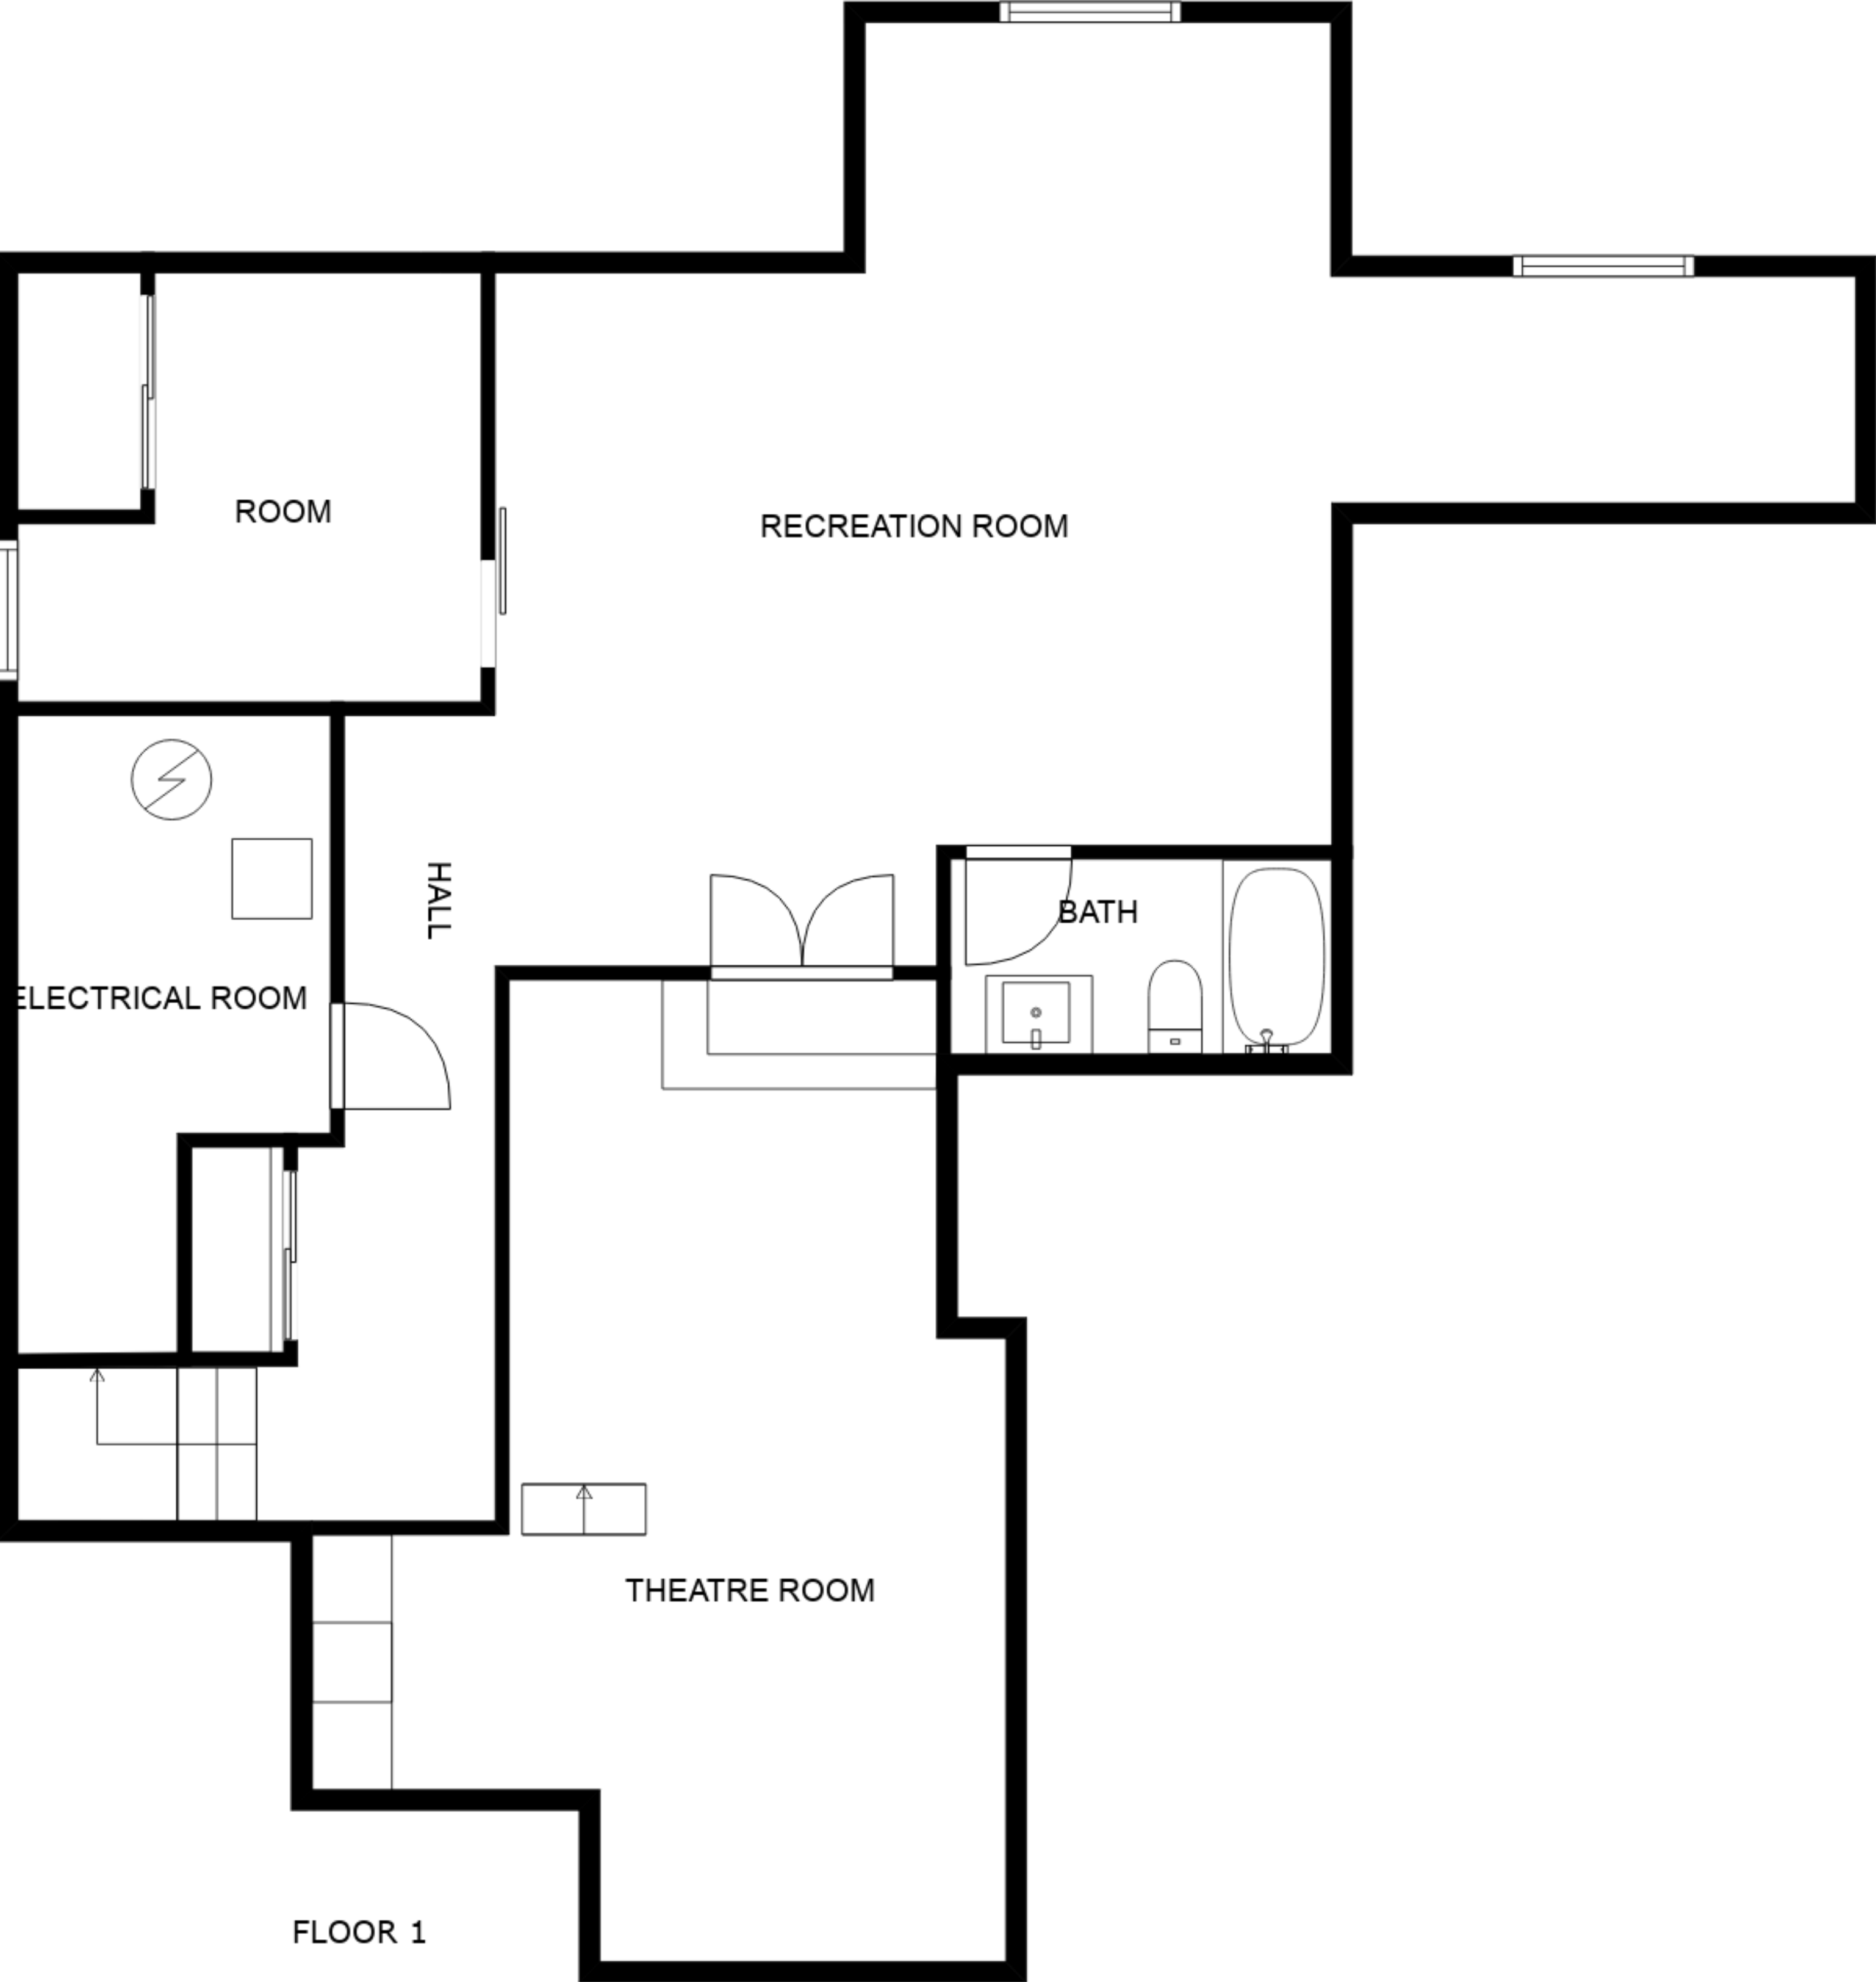 ROOM
RECREATION ROOM
HALL
BATH
ELECTRICAL ROOM
THEATRE ROOM
FLOOR 1